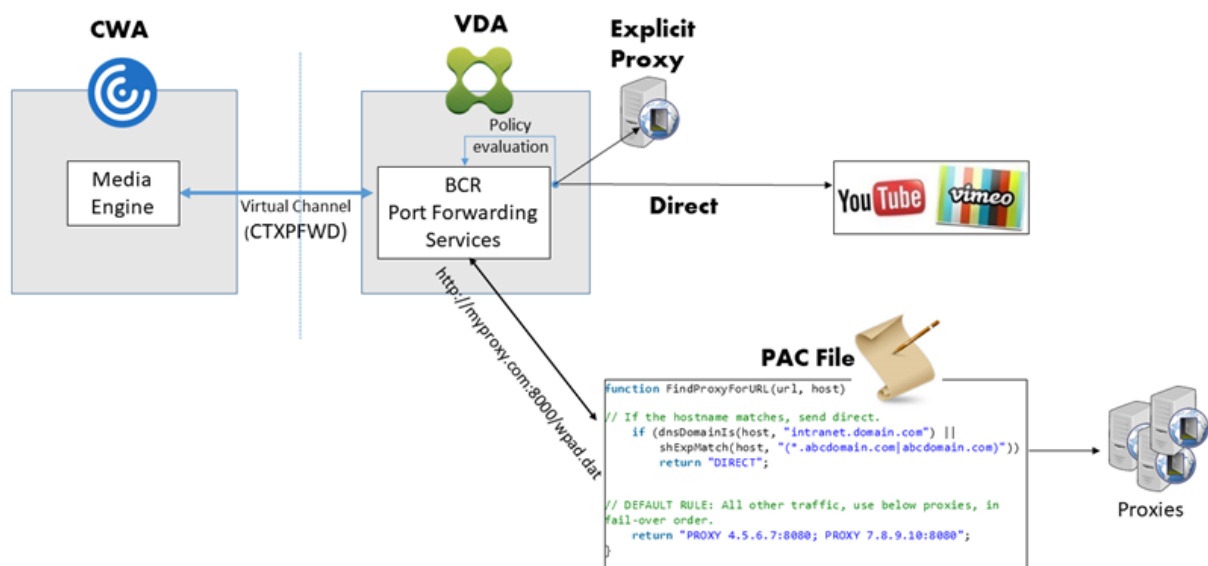 CWA
VDA
Explicit
Proxy
Policy
evaluation
Media
Engine
Virtual Channel
(CTXPFWD)
BCR
Port Forwarding
Services
Direct
You Tube
vimeo
http://myproxy.com:8000/wpad.dat
PAC File
function FindProxyForURL(url, host)
// If the hostname matches, send direct.
if (dnsDomainIs(host, "intranet.domain.com") ||
shExpMatch(host, "(*.abcdomain.com|abcdomain.com)"))
return "DIRECT";
// DEFAULT RULE: All other traffic, use below proxies, in
fail-over order.
return "PROXY 4.5.6.7:8080; PROXY 7.8.9.10:8080";
}
Proxies